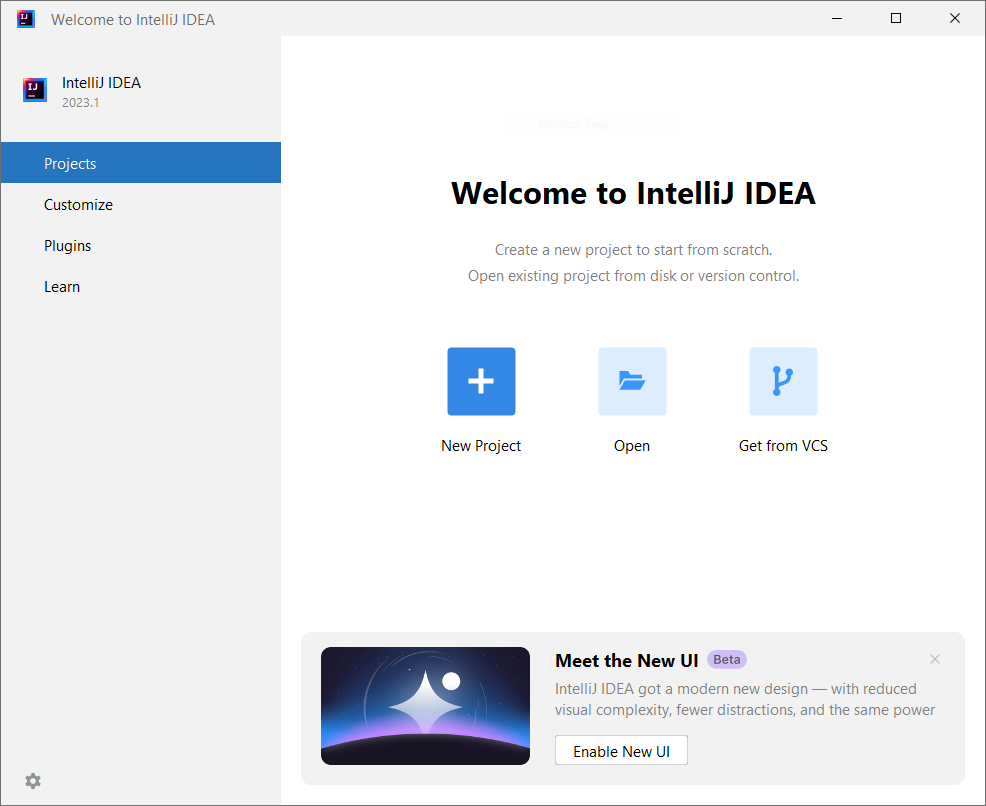 Welcome to IntelliJ IDEA
IntelliJ IDEA
2023.1
Projects
Customize
Plugins
Learn
Window Snip
Welcome to IntelliJ IDEA
Create a new project to start from scratch.
Open existing project from disk or version control.
New Project
Open
Get from VCS
Meet the New UI Beta
IntelliJ IDEA got a modern new design — with reduced
visual complexity, fewer distractions, and the same power
Enable New UI